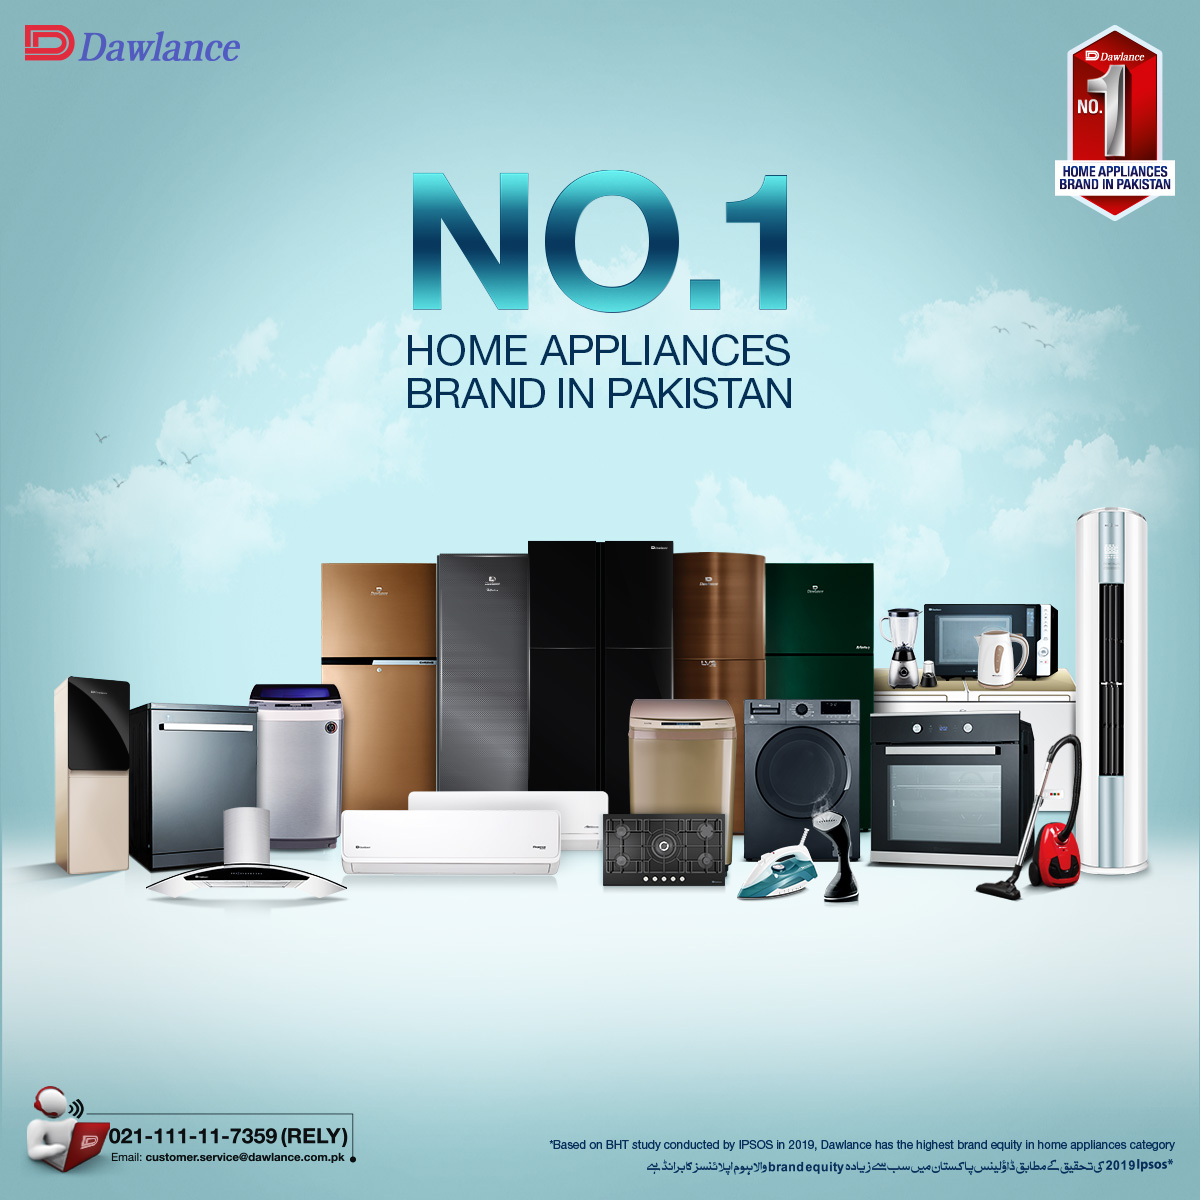 Dawlance
Dawlance
NO.1
HOME APPLIANCES
BRAND IN PAKISTAN
NO.1
HOME APPLIANCES
BRAND IN PAKISTAN
Dawlance
Dawlance
Dawlance
021-111-11-7359 (RELY)
Email: customer.service@dawlance.com.pk
*Based on BHT study conducted by IPSOS in 2019, Dawlance has the highest brand equity in home appliances category
*Ipsos 2019 کی تحقیق کے مطابق ڈاؤلینس پاکستان میں سب سے زیادہ brand equity والا ہوم اپلائنسز کا برانڈ ہے